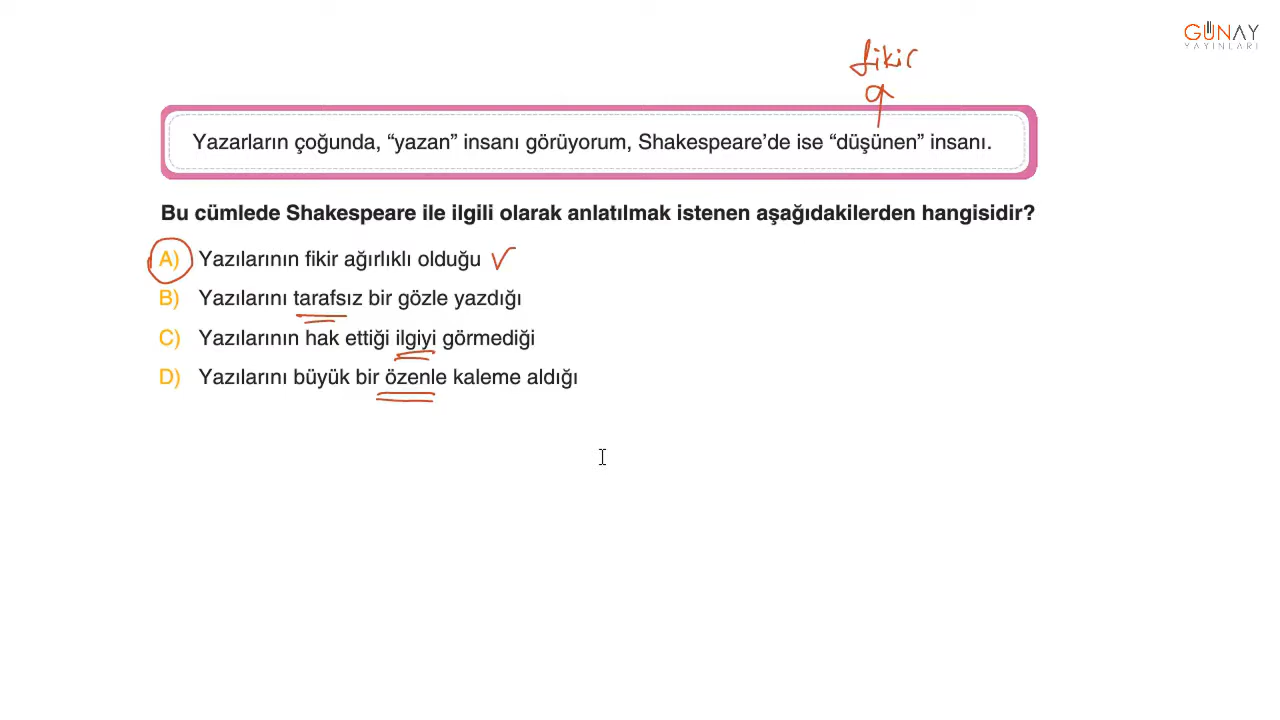 GÜNAY
YAYINLARI
fikir
Yazarların çoğunda, “yazan” insanı görüyorum, Shakespeare’de ise “düşünen” insanı.
Bu cümlede Shakespeare ile ilgili olarak anlatılmak istenen aşağıdakilerden hangisidir?
A) Yazılarının fikir ağırlıklı olduğu
B) Yazılarını tarafsız bir gözle yazdığı
C) Yazılarının hak ettiği ilgiyi görmediği
D) Yazılarını büyük bir özenle kaleme aldığı